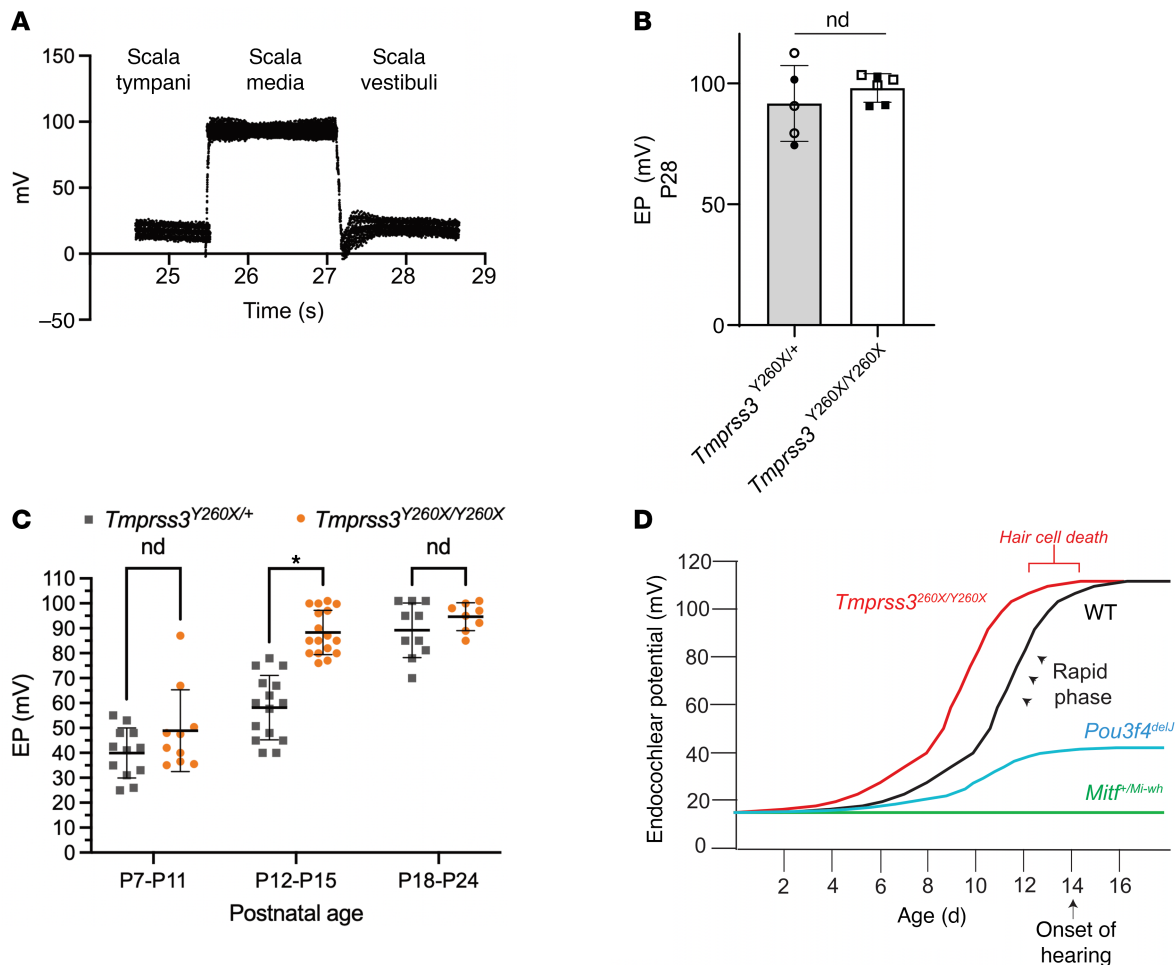 A
150
100
50
0
–50
mV
Scala
tympani
Scala
media
Scala
vestibuli
25
26
27
28
29
Time (s)
B
nd
100
50
0
EP (mV)
P28
Tmprss3 Y260X/+
Tmprss3 Y260X/Y260X
C
Tmprss3Y260X/+
Tmprss3Y260X/Y260X
nd
*
nd
110
100
90
80
70
60
50
40
30
20
10
0
EP (mV)
P7-P11
P12-P15
P18-P24
Postnatal age
D
Hair cell death
120
100
80
60
40
20
0
Endocochlear potential (mV)
Tmprss3260X/Y260X
WT
Rapid
phase
Pou3f4delJ
Mitf+/Mi-wh
2
4
6
8
10
12
14
16
Age (d)
Onset of
hearing